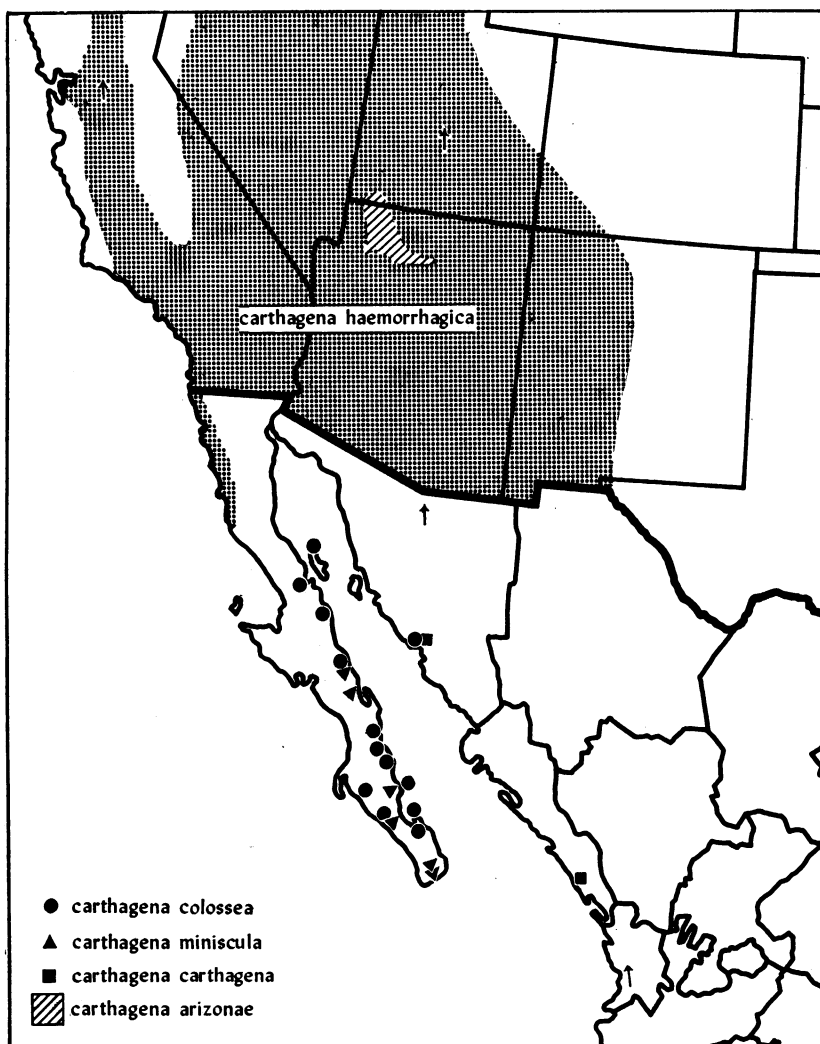 carthagena haemorrhagica
carthagena colossea
carthagena miniscula
carthagena carthagena
carthagena arizonae